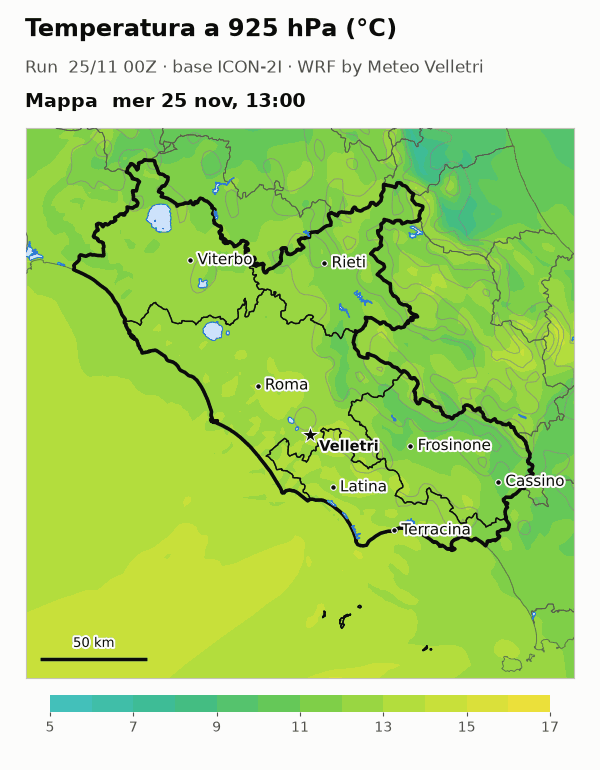 Temperatura a 925 hPa (°C)
Run  25/11 00Z · base ICON-2I · WRF by Meteo Velletri
Mappa  mer 25 nov, 13:00
Viterbo
Rieti
Roma
Velletri
Frosinone
Cassino
Latina
Terracina
50 km
5 7 9 11 13 15 17